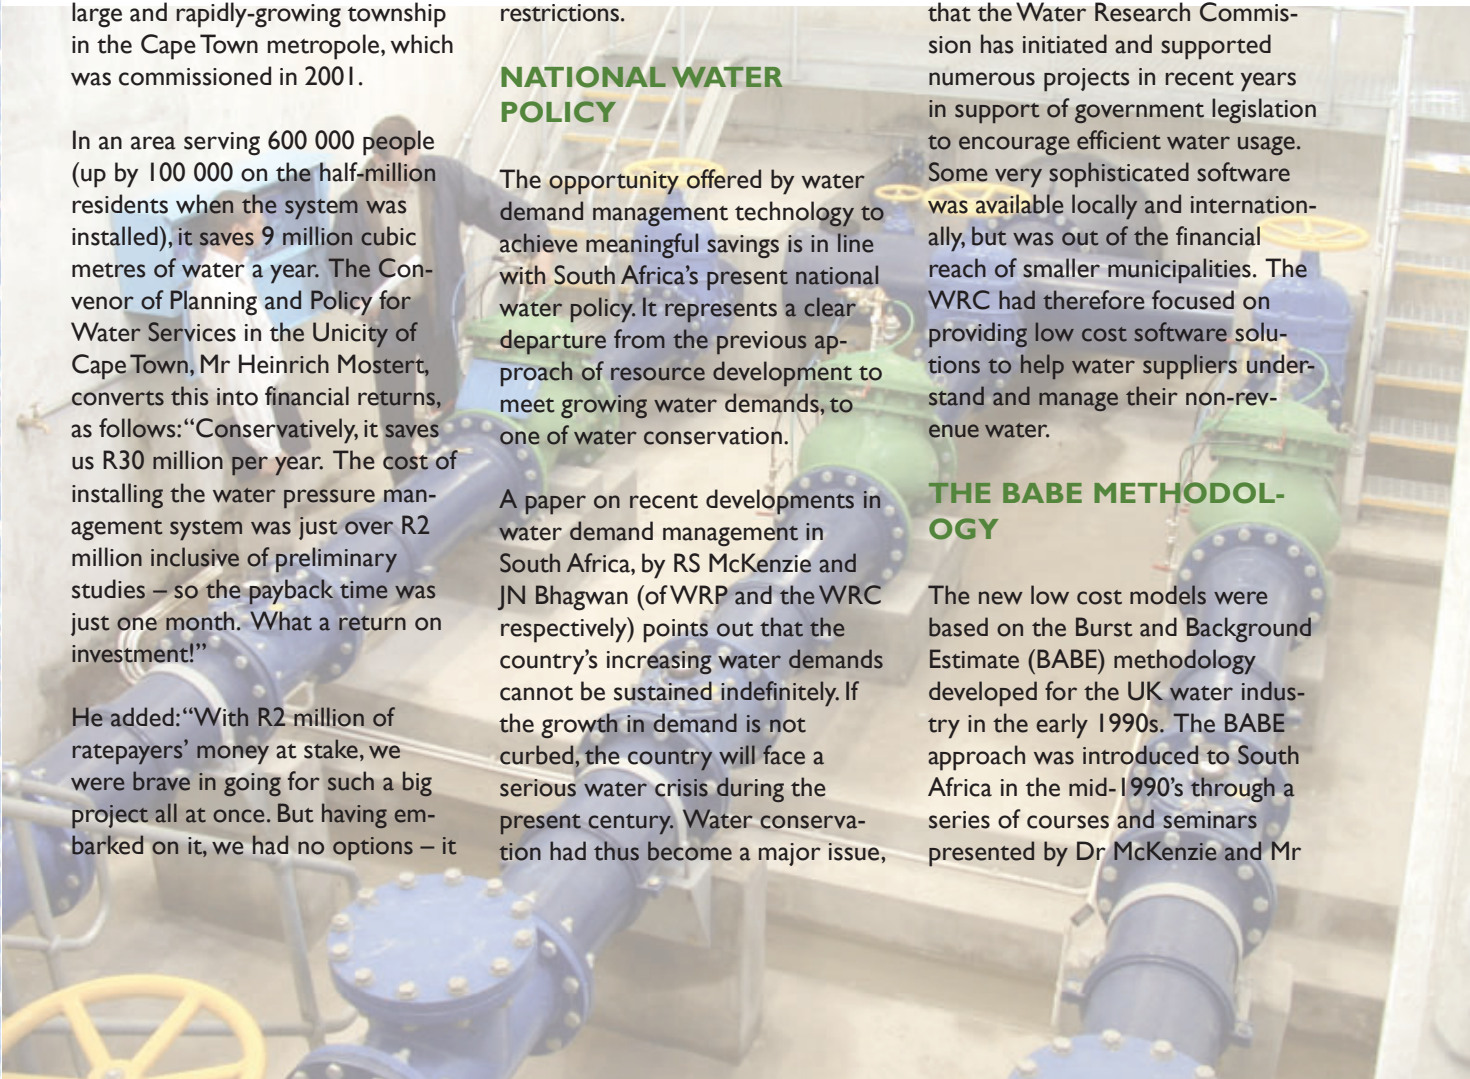 large and rapidly-growing township
in the Cape Town metropole, which
was commissioned in 2001.
In an area serving 600 000 people
(up by 100 000 on the half-million
residents when the system was
installed), it saves 9 million cubic
metres of water a year. The Con-
venor of Planning and Policy for
Water Services in the Unicity of
Cape Town, Mr Heinrich Mostert,
converts this into financial returns,
as follows: “Conservatively, it saves
us R30 million per year. The cost of
installing the water pressure man-
agement system was just over R2
million inclusive of preliminary
studies – so the payback time was
just one month. What a return on
investment!”
He added: “With R2 million of
ratepayers’ money at stake, we
were brave in going for such a big
project all at once. But having em-
barked on it, we had no options – it
restrictions.
NATIONAL WATER
POLICY
The opportunity offered by water
demand management technology to
achieve meaningful savings is in line
with South Africa’s present national
water policy. It represents a clear
departure from the previous ap-
proach of resource development to
meet growing water demands, to
one of water conservation.
A paper on recent developments in
water demand management in
South Africa, by RS McKenzie and
JN Bhagwan (of WRP and the WRC
respectively) points out that the
country’s increasing water demands
cannot be sustained indefinitely. If
the growth in demand is not
curbed, the country will face a
serious water crisis during the
present century. Water conserva-
tion had thus become a major issue,
that the Water Research Commis-
sion has initiated and supported
numerous projects in recent years
in support of government legislation
to encourage efficient water usage.
Some very sophisticated software
was available locally and internation-
ally, but was out of the financial
reach of smaller municipalities. The
WRC had therefore focused on
providing low cost software solu-
tions to help water suppliers under-
stand and manage their non-rev-
enue water.
THE BABE METHODOL-
OGY
The new low cost models were
based on the Burst and Background
Estimate (BABE) methodology
developed for the UK water indus-
try in the early 1990s. The BABE
approach was introduced to South
Africa in the mid-1990’s through a
series of courses and seminars
presented by Dr McKenzie and Mr